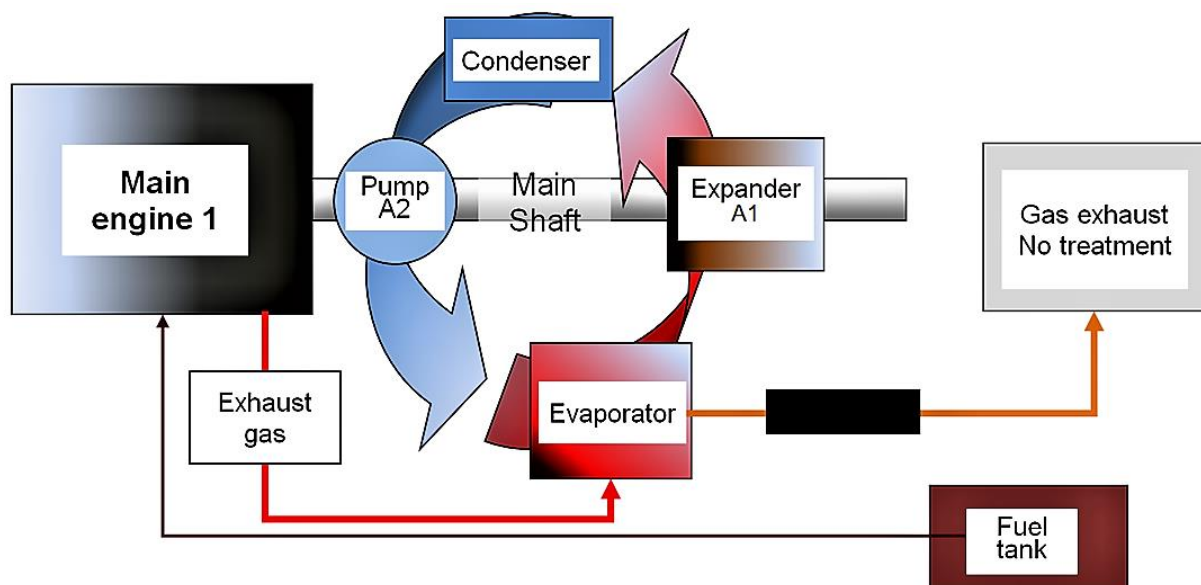 Condenser
Main
engine 1
Pump
A2
Main
Shaft
Expander
A1
Gas exhaust
No treatment
Exhaust
gas
Evaporator
Fuel
tank